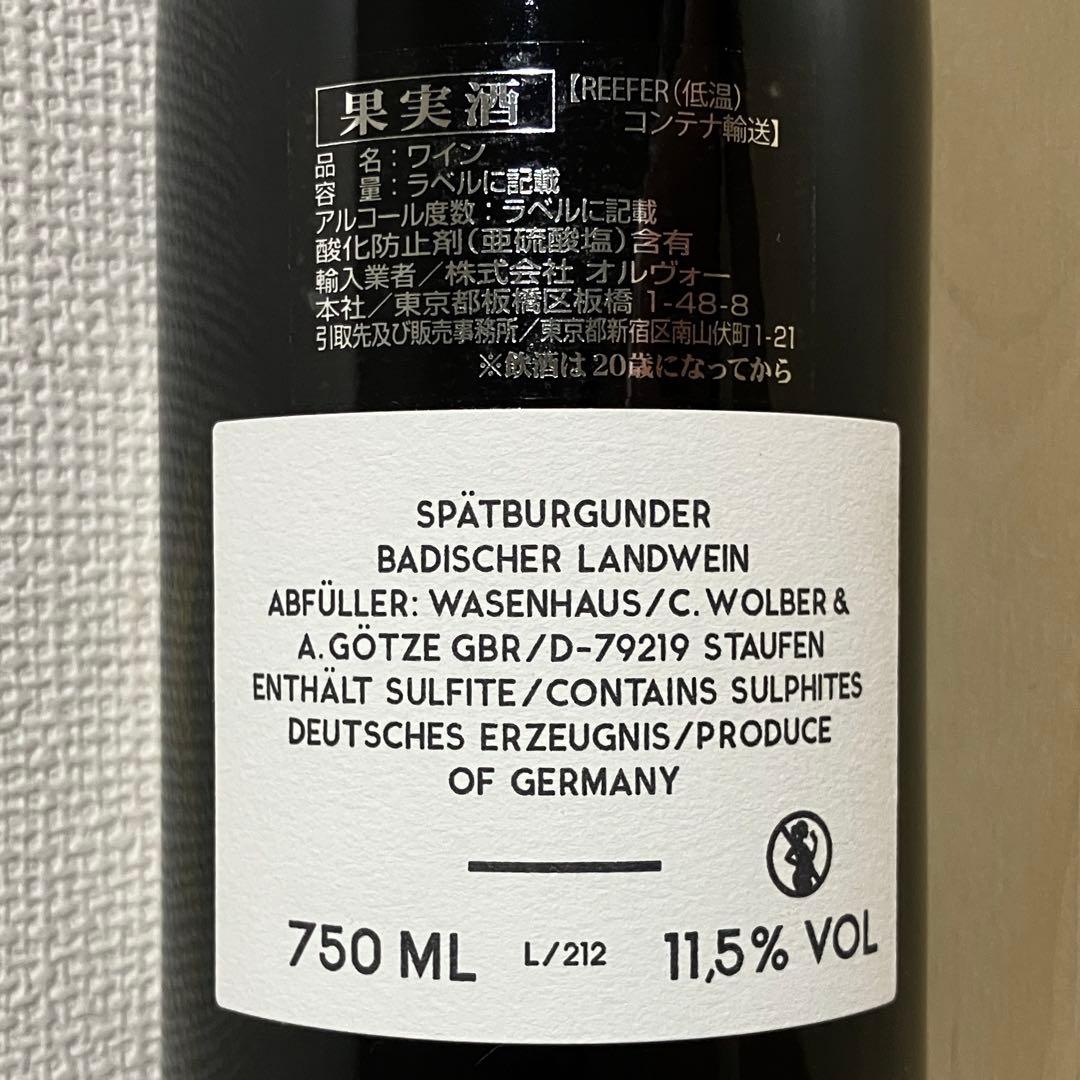 果実酒
【REEFER(低温)
コンテナ輸送】
品 名:ワイン
容 量:ラベルに記載
アルコール度数:ラベルに記載
酸化防止剤(亜硫酸塩)含有
輸入業者/株式会社 オルヴォー
本社/東京都板橋区板橋 1-48-8
引取先及び販売事務所/東京都新宿区南山伏町1-21
※飲酒は20歳になってから
SPÄTBURGUNDER
BADISCHER LANDWEIN
ABFÜLLER: WASENHAUS/C. WOLBER &
A. GÖTZE GBR/D-79219 STAUFEN
ENTHÄLT SULFITE/CONTAINS SULPHITES
DEUTSCHES ERZEUGNIS/PRODUCE
OF GERMANY
750 ML L/212 11,5% VOL